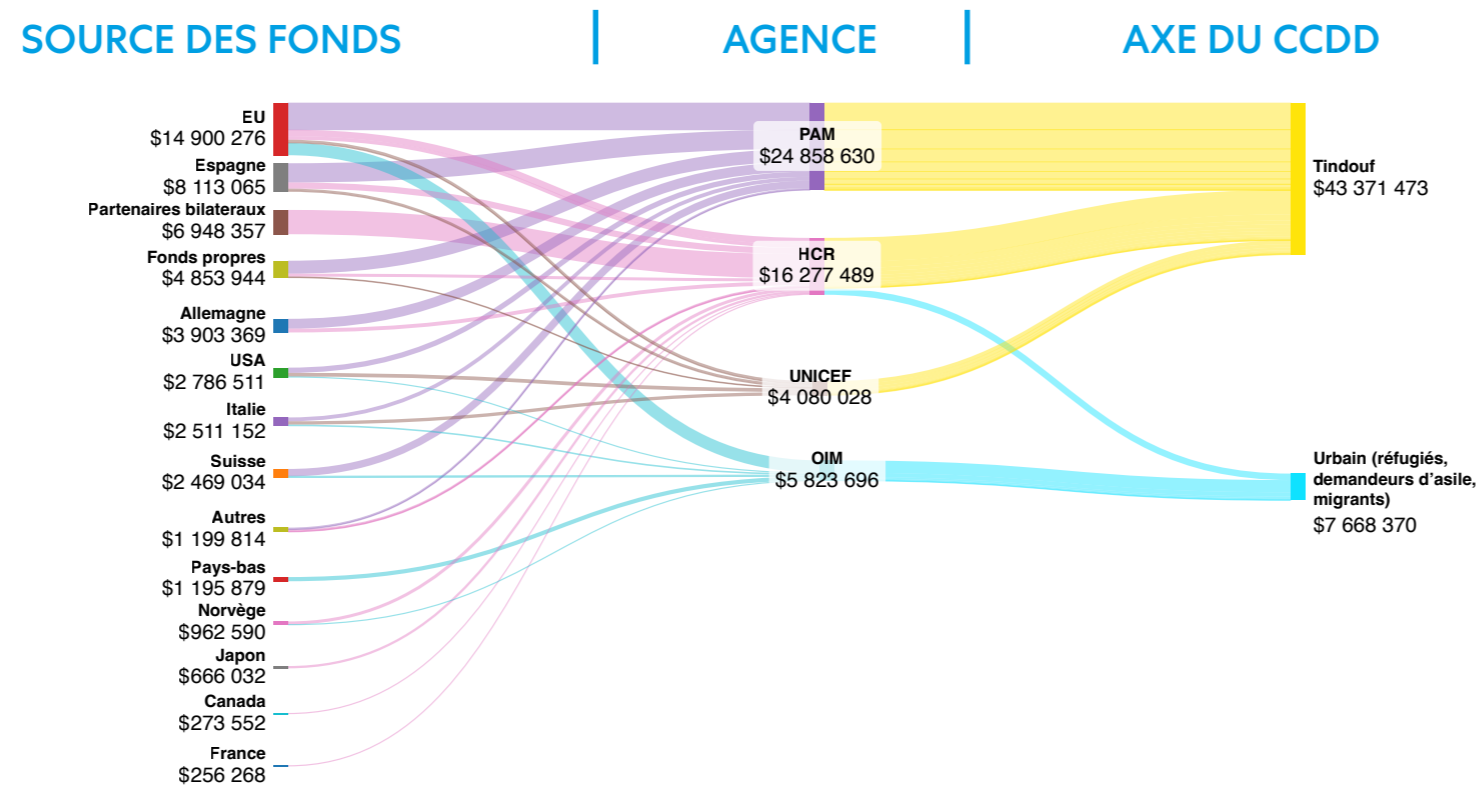 SOURCE DES FONDS
AGENCE
AXE DU CCDD
EU
$14 900 276
Espagne
$8 113 065
Partenaires bilateraux
$6 948 357
Fonds propres
$4 853 944
Allemagne
$3 903 369
USA
$2 786 511
Italie
$2 511 152
Suisse
$2 469 034
Autres
$1 199 814
Pays-bas
$1 195 879
Norvège
$962 590
Japon
$666 032
Canada
$273 552
France
$256 268
PAM
$24 858 630
HCR
$16 277 489
UNICEF
$4 080 028
OIM
$5 823 696
Tindouf
$43 371 473
Urbain (réfugiés,
demandeurs d'asile,
migrants)
$7 668 370